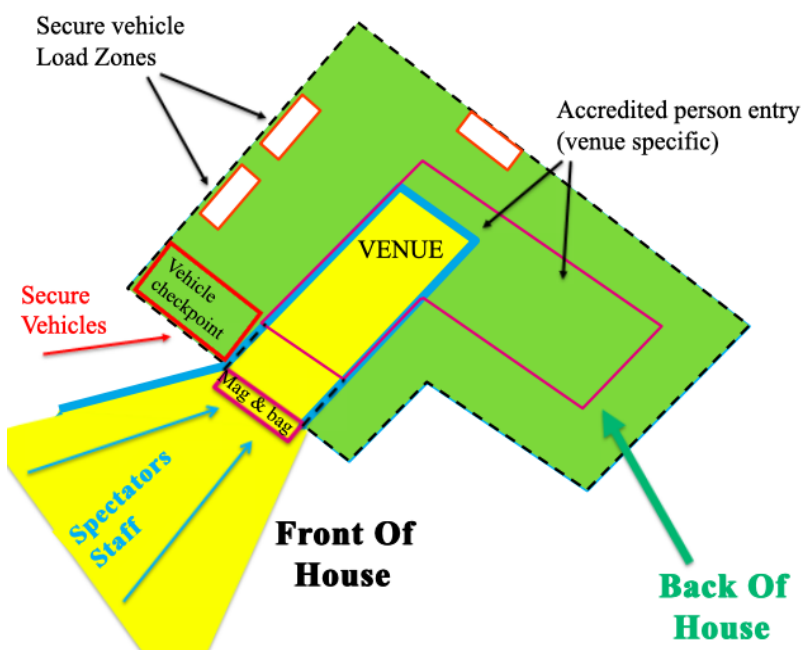 Secure vehicle
Load Zones
Accredited person entry
(venue specific)
VENUE
Vehicle
checkpoint
Secure
Vehicles
Mag & bag
Spectators
Staff
Front Of
House
Back Of
House